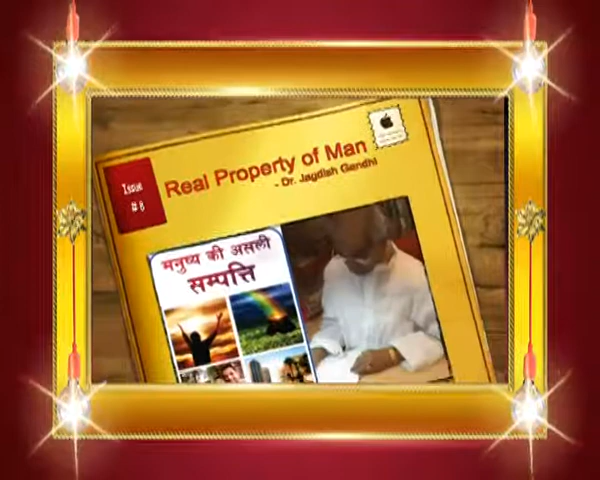 Issue
# 8
Real Property of Man
- Dr. Jagdish Gandhi
मनुष्य की असली
सम्पत्ति